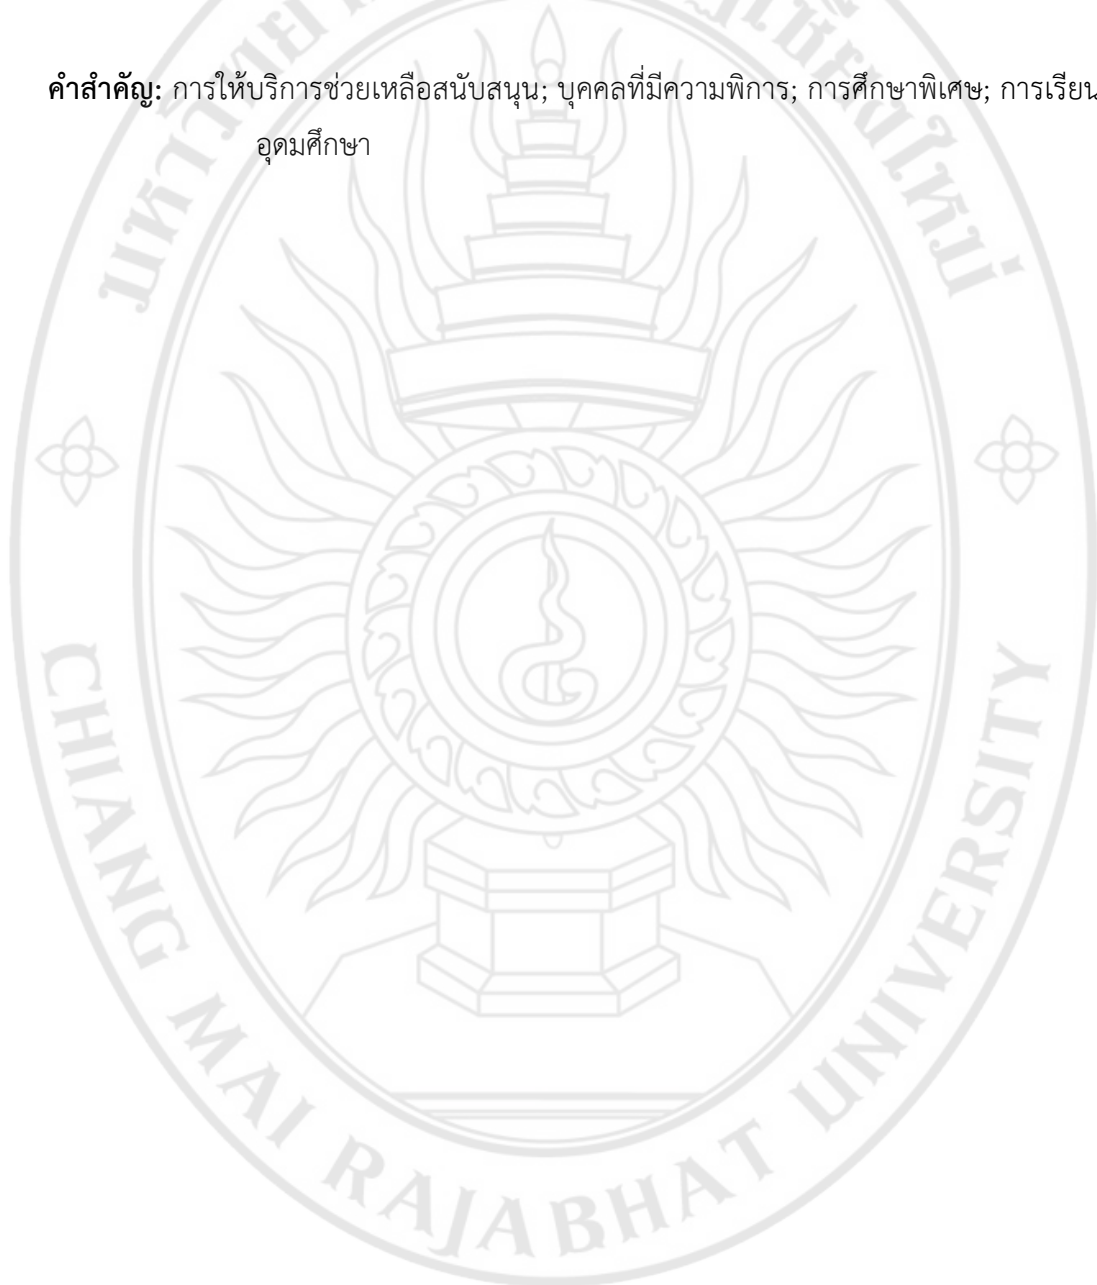 คำสำคัญ: การให้บริการช่วยเหลือสนับสนุน; บุคคลที่มีความพิการ; การศึกษาพิเศษ; การเรียน
อุดมศึกษา
CHIANG MAI RAJABHAT UNIVERSITY